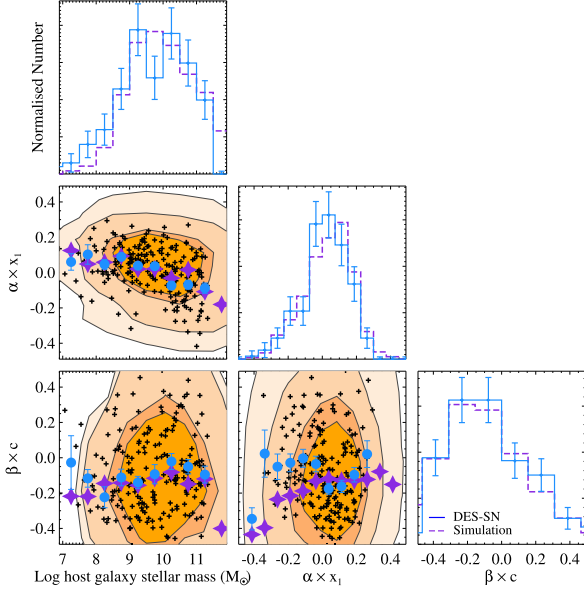 Normalised Number
α × x₁
0.4
0.2
0.0
-0.2
-0.4
β × c
0.4
0.2
0.0
-0.2
-0.4
DES-SN
Simulation
7 8 9 10 11
-0.4 -0.2 0.0 0.2 0.4
-0.4 -0.2 0.0 0.2 0.4
Log host galaxy stellar mass (M⊙)
α × x₁
β × c